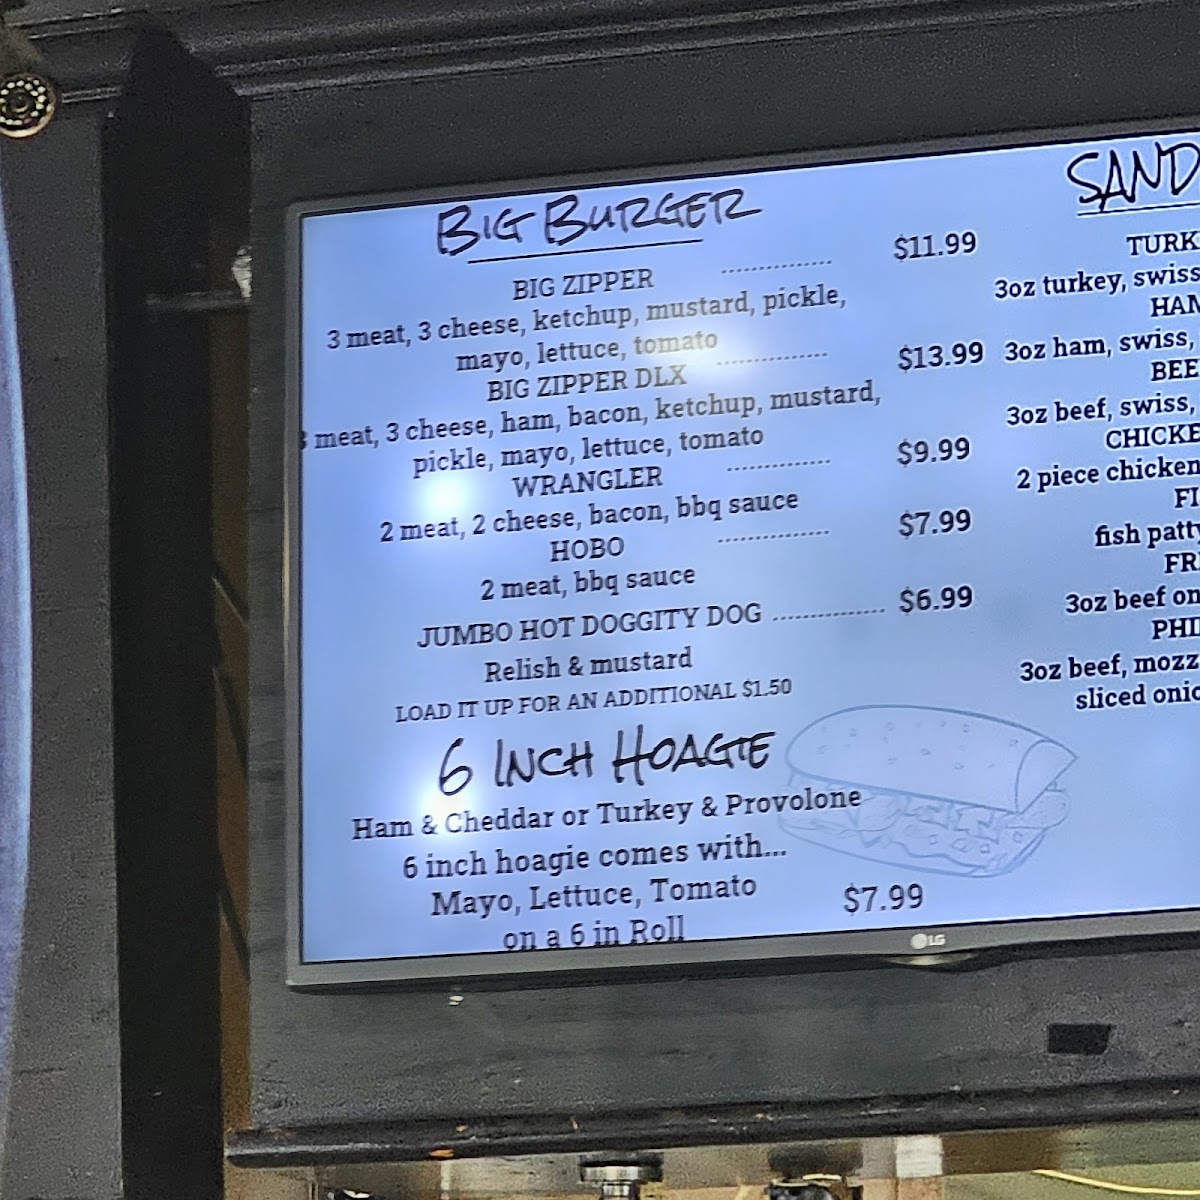 BIG BURGER
BIG ZIPPER ................ $11.99
3 meat, 3 cheese, ketchup, mustard, pickle,
mayo, lettuce, tomato
BIG ZIPPER DLX ................ $13.99
3 meat, 3 cheese, ham, bacon, ketchup, mustard,
pickle, mayo, lettuce, tomato
WRANGLER ............... $9.99
2 meat, 2 cheese, bacon, bbq sauce
HOBO ................ $7.99
2 meat, bbq sauce
JUMBO HOT DOGGITY DOG ................ $6.99
Relish & mustard
LOAD IT UP FOR AN ADDITIONAL $1.50
6 INCH HOAGIE
Ham & Cheddar or Turkey & Provolone
6 inch hoagie comes with...
Mayo, Lettuce, Tomato
on a 6 in Roll
$7.99
SAND
TURK
3oz turkey, swiss
HAM
3oz ham, swiss,
BEE
3oz beef, swiss,
CHICKE
2 piece chicken
FI
fish patty
FR
3oz beef on
PHI
3oz beef, mozz
sliced onio
LG